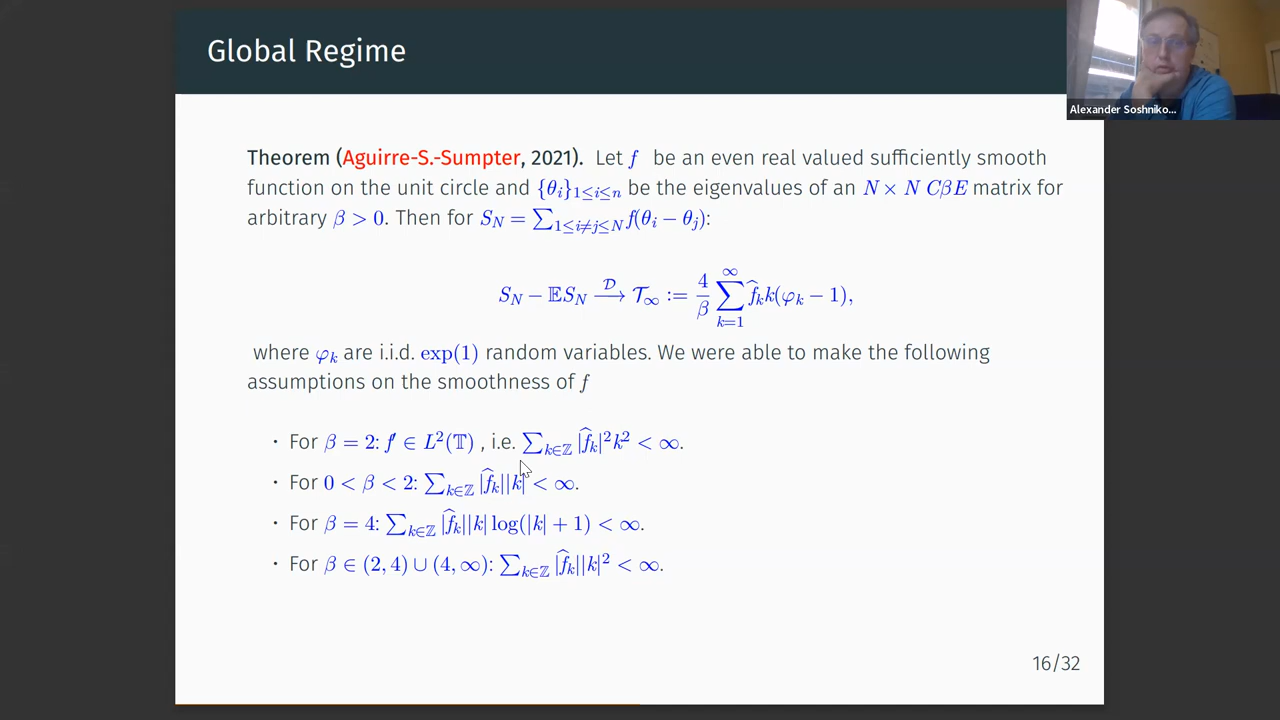 Global Regime
Alexander Soshniko...
Theorem (Aguirre-S.-Sumpter, 2021). Let f be an even real valued sufficiently smooth
function on the unit circle and {θ_i}_{1≤i≤n} be the eigenvalues of an N × N CβE matrix for
arbitrary β > 0. Then for S_N = ∑_{1≤i≠j≤N} f(θ_i − θ_j):
S_N − 𝔼S_N →^𝒟 𝒯_∞ := 4/β ∑_{k=1}^{∞} f̂_k k(φ_k − 1),
where φ_k are i.i.d. exp(1) random variables. We were able to make the following
assumptions on the smoothness of f
· For β = 2: f′ ∈ L²(𝕋) , i.e. ∑_{k∈ℤ} |f̂_k|²k² < ∞.
· For 0 < β < 2: ∑_{k∈ℤ} |f̂_k||k| < ∞.
· For β = 4: ∑_{k∈ℤ} |f̂_k||k| log(|k| + 1) < ∞.
· For β ∈ (2, 4) ∪ (4, ∞): ∑_{k∈ℤ} |f̂_k||k|² < ∞.
16/32